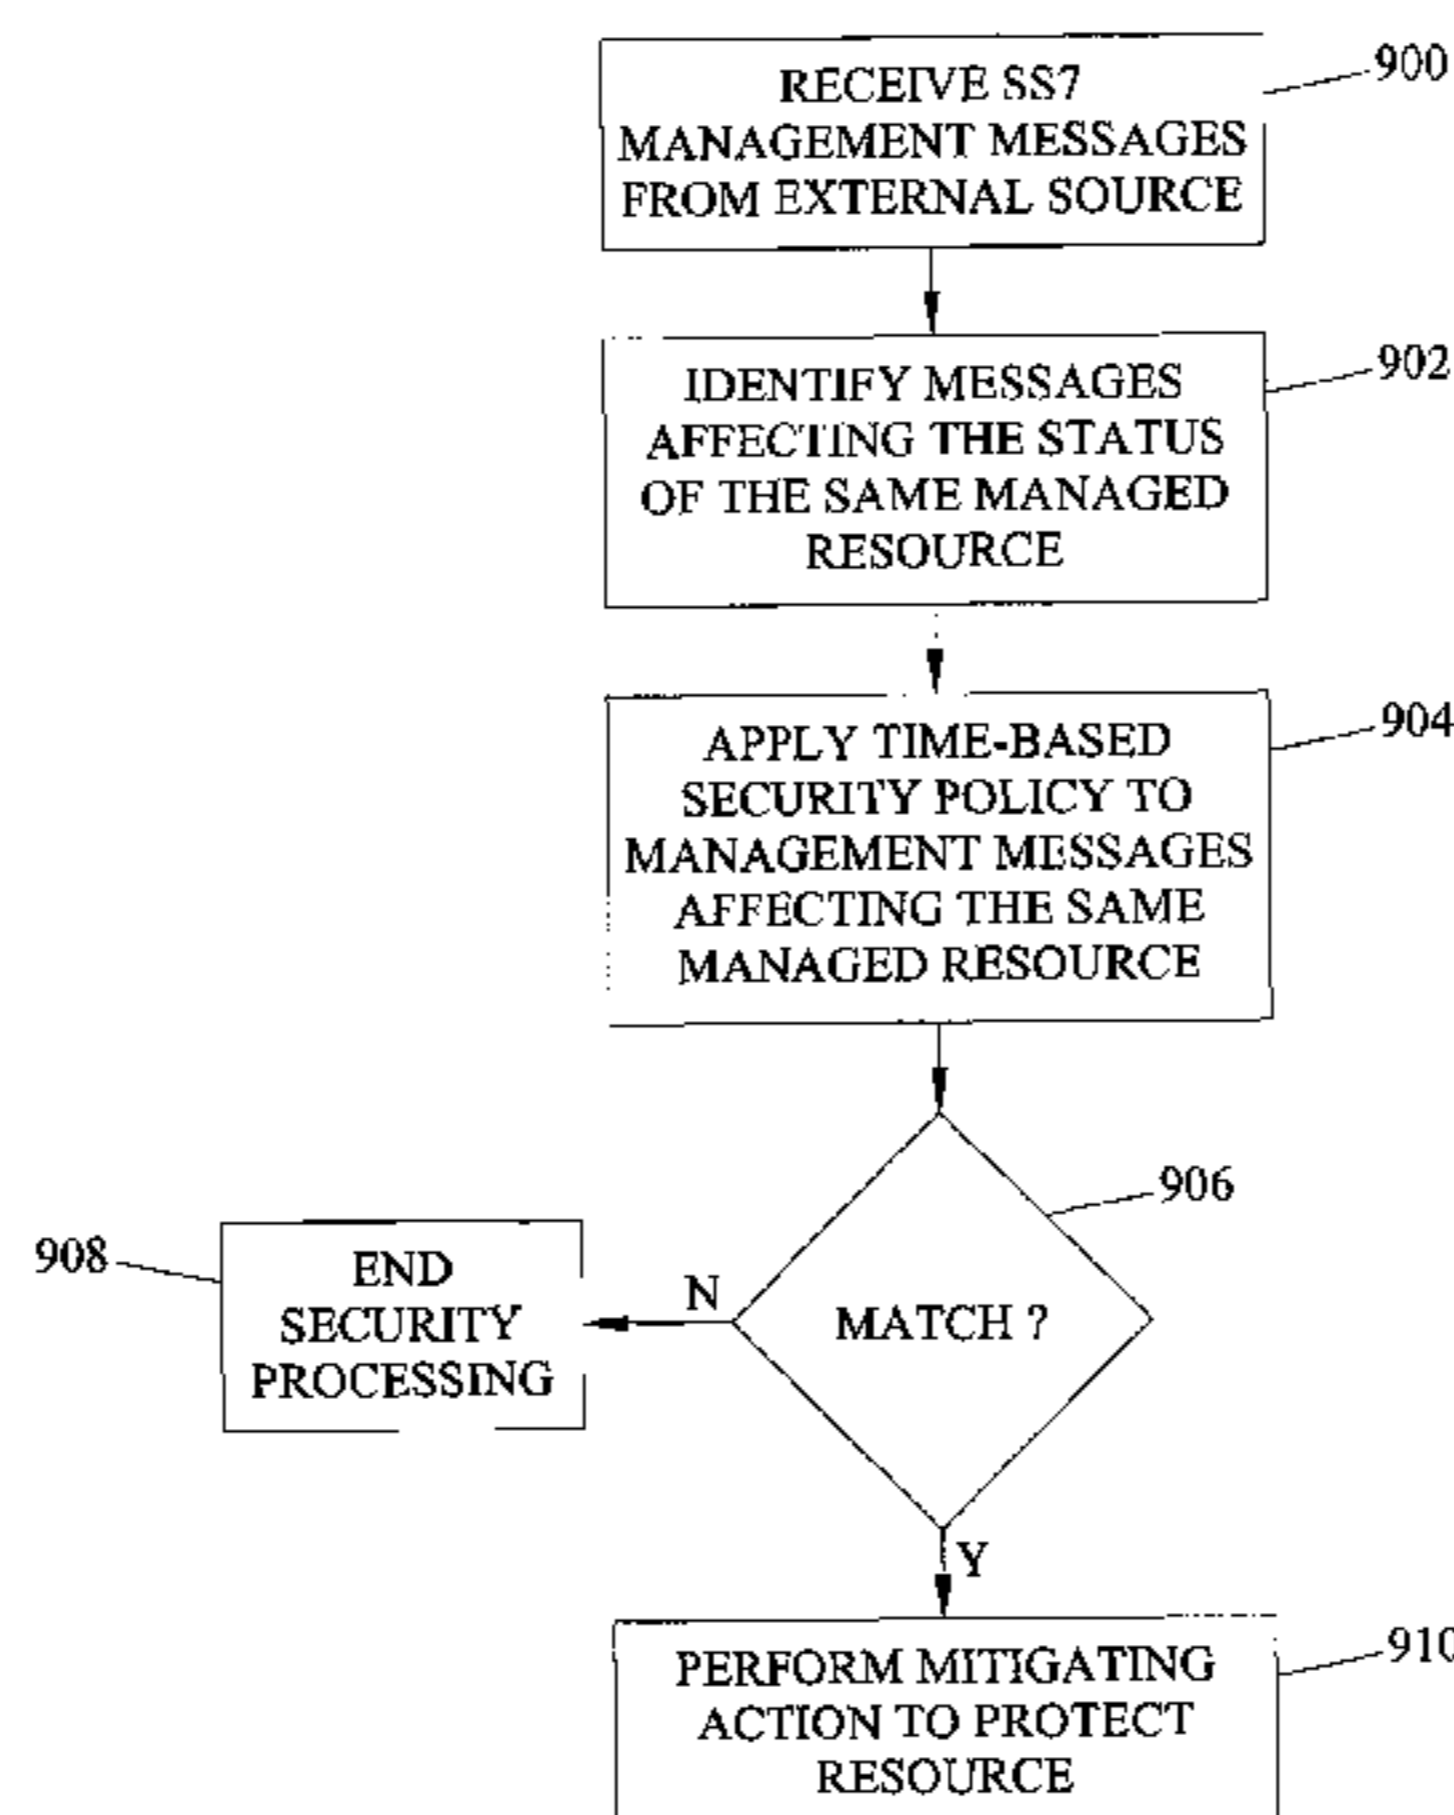 RECEIVE SS7
MANAGEMENT MESSAGES
FROM EXTERNAL SOURCE
900
IDENTIFY MESSAGES
AFFECTING THE STATUS
OF THE SAME MANAGED
RESOURCE
902
APPLY TIME-BASED
SECURITY POLICY TO
MANAGEMENT MESSAGES
AFFECTING THE SAME
MANAGED RESOURCE
904
906
MATCH ?
N
908
END
SECURITY
PROCESSING
Y
PERFORM MITIGATING
ACTION TO PROTECT
RESOURCE
910